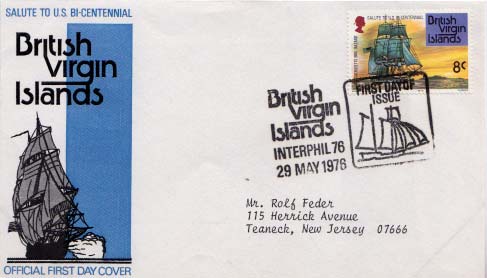 SALUTE TO U.S. BI-CENTENNIAL
British
Virgin
Islands
OFFICIAL FIRST DAY COVER
SALUTE TO U.S. BI-CENTENNIAL
British
Virgin
Islands
8c
British
Virgin
Islands
INTERPHIL 76
29 MAY 1976
FIRST DAY OF
ISSUE
Mr. Rolf Feder
115 Herrick Avenue
Teaneck, New Jersey 07666